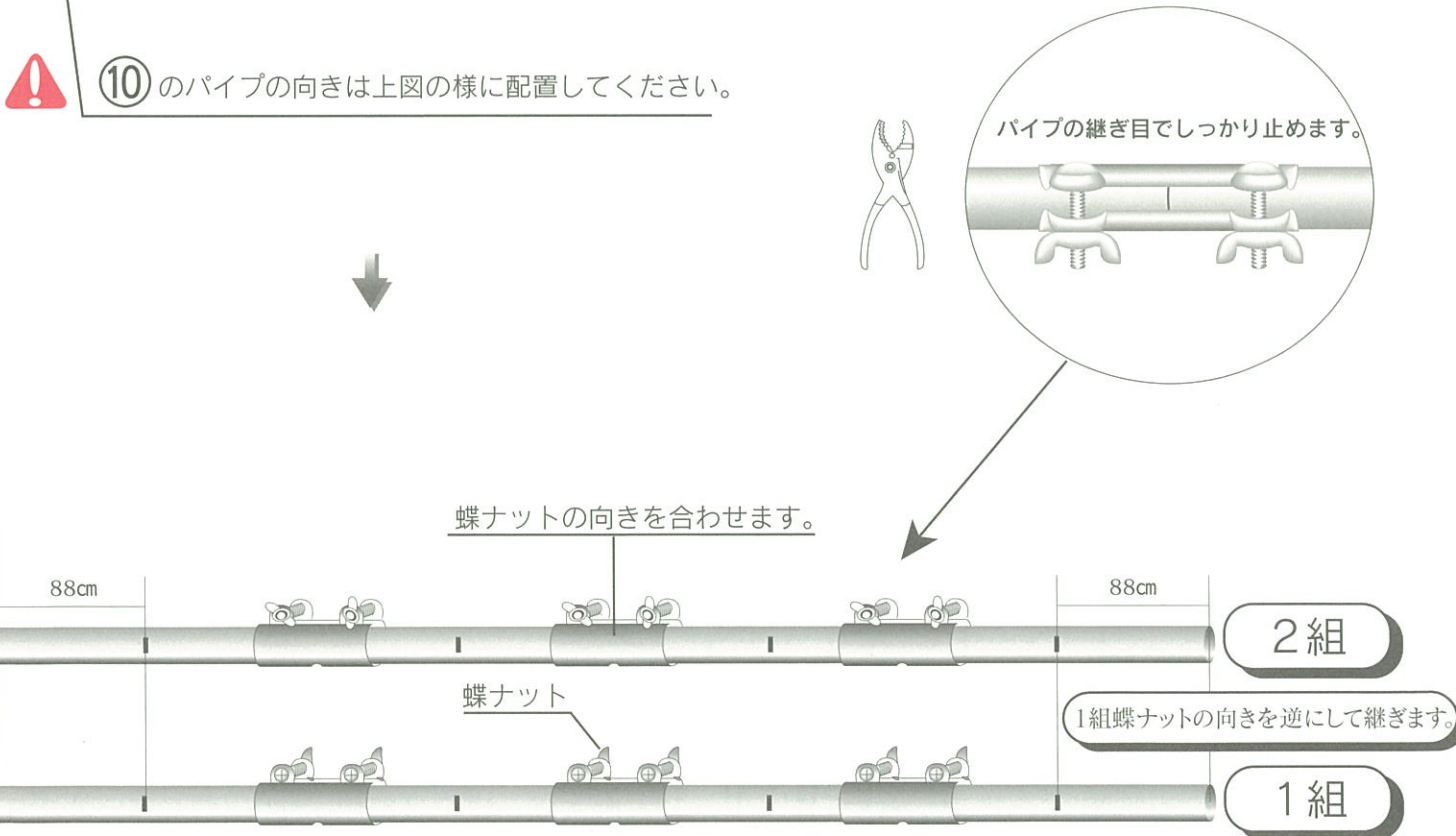 ⑩のパイプの向きは上図の様に配置してください。
パイプの継ぎ目でしっかり止めます。
蝶ナットの向きを合わせます。
88cm
88cm
2組
蝶ナット
1組蝶ナットの向きを逆にして継ぎます。
1組